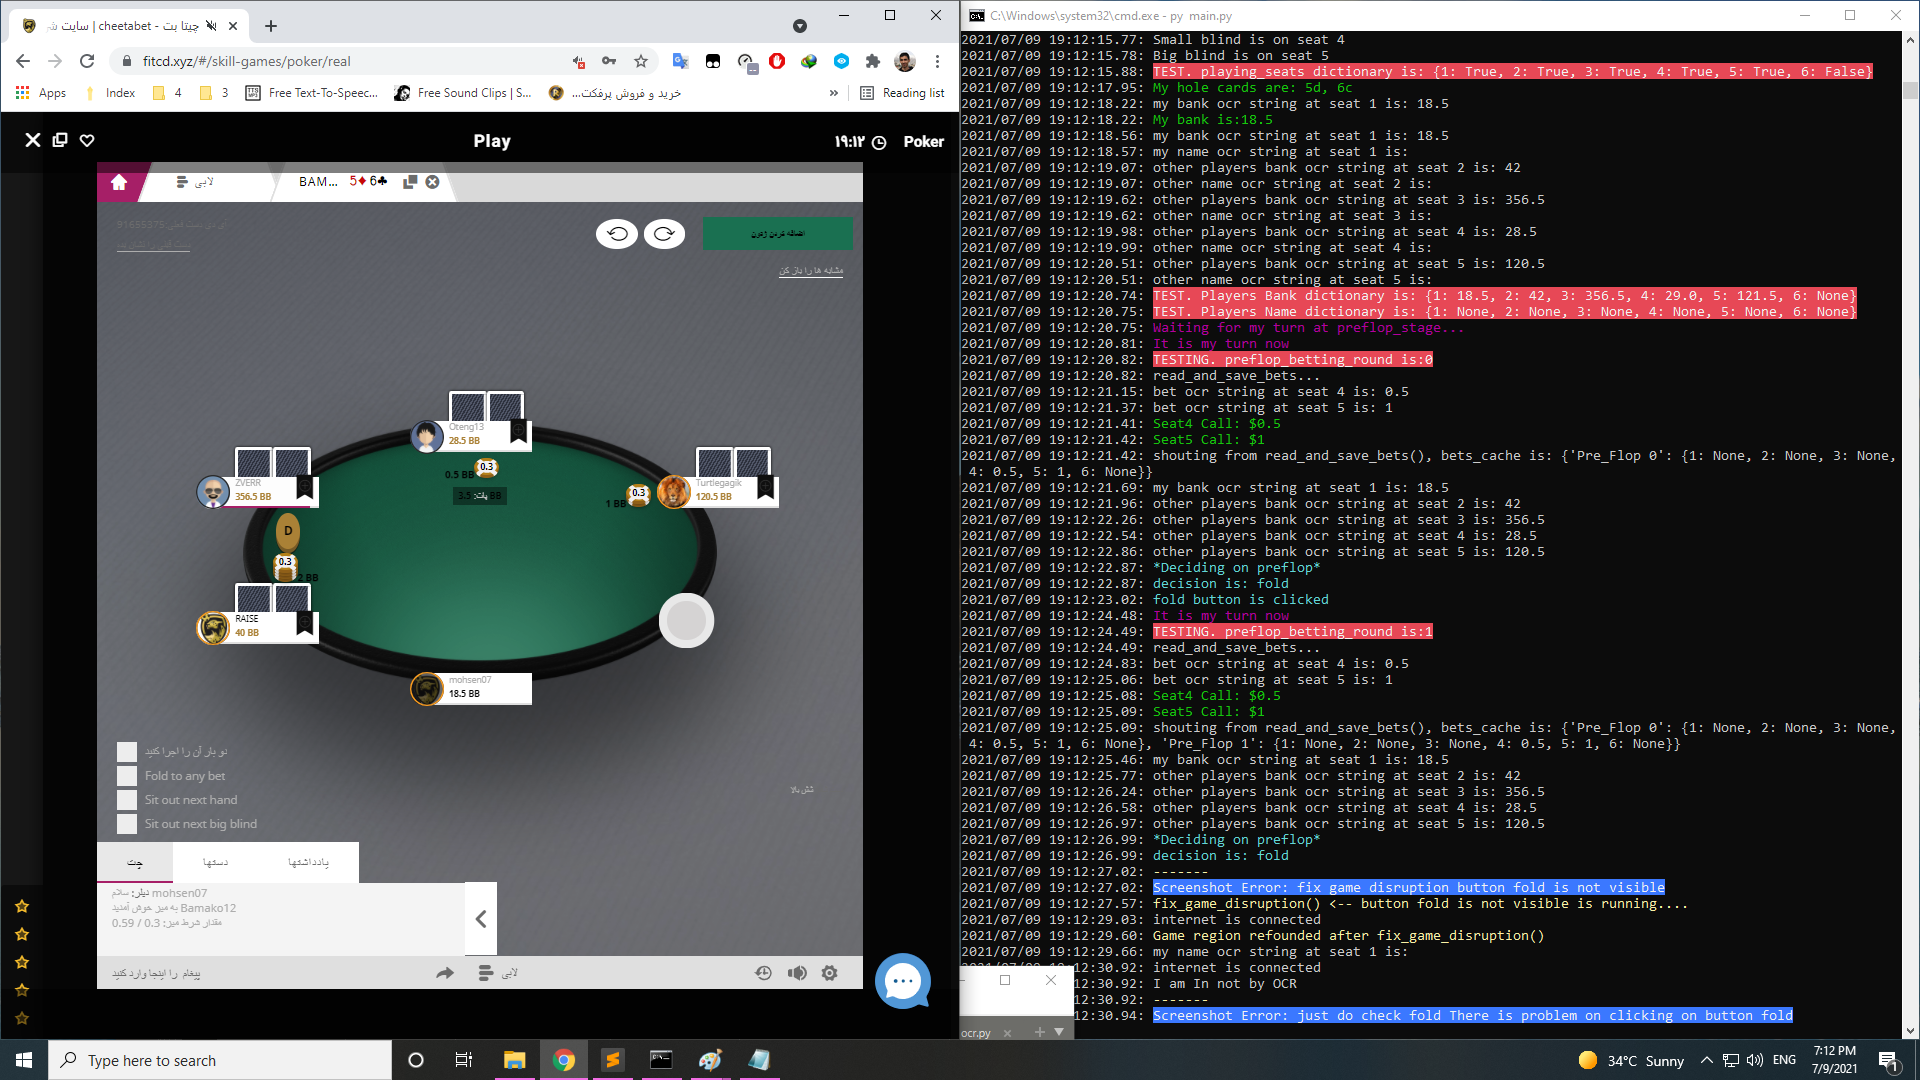 چیتا بت - cheetabet | سایت
C:\Windows\system32\cmd.exe - py  main.py
fitcd.xyz/#/skill-games/poker/real
Apps
Index
4
3
Free Text-To-Speec...
Free Sound Clips | S...
خرید و فروش پرفکت...
»
Reading list
Play
۱۹:۱۲
Poker
لابی
BAM...
5♦ 6♣
91655375
اضافه کردن ژتون
مشابه ها را باز کن
Oteng13
28.5 BB
0.5 BB
0.3
پات: 3.5 BB
ZVERR
356.5 BB
Turtlegagik
120.5 BB
1 BB
0.3
D
0.3
2 BB
RAISE
40 BB
mohsen07
18.5 BB
دو بار آن را اجرا کنید
Fold to any bet
Sit out next hand
Sit out next big blind
چت
دستها
یادداشتها
دیلر: سلام mohsen07
به میز خوش آمدید Bamako12
مقدار شرط میز: 0.3 / 0.59
پیغام را اینجا وارد کنید
لابی
2021/07/09 19:12:15.77: Small blind is on seat 4
2021/07/09 19:12:15.78: Big blind is on seat 5
2021/07/09 19:12:15.88: TEST. playing_seats dictionary is: {1: True, 2: True, 3: True, 4: True, 5: True, 6: False}
2021/07/09 19:12:17.95: My hole cards are: 5d, 6c
2021/07/09 19:12:18.22: my bank ocr string at seat 1 is: 18.5
2021/07/09 19:12:18.22: My bank is:18.5
2021/07/09 19:12:18.56: my bank ocr string at seat 1 is: 18.5
2021/07/09 19:12:18.57: my name ocr string at seat 1 is:
2021/07/09 19:12:19.07: other players bank ocr string at seat 2 is: 42
2021/07/09 19:12:19.07: other name ocr string at seat 2 is:
2021/07/09 19:12:19.62: other players bank ocr string at seat 3 is: 356.5
2021/07/09 19:12:19.62: other name ocr string at seat 3 is:
2021/07/09 19:12:19.98: other players bank ocr string at seat 4 is: 28.5
2021/07/09 19:12:19.99: other name ocr string at seat 4 is:
2021/07/09 19:12:20.51: other players bank ocr string at seat 5 is: 120.5
2021/07/09 19:12:20.51: other name ocr string at seat 5 is:
2021/07/09 19:12:20.74: TEST. Players Bank dictionary is: {1: 18.5, 2: 42, 3: 356.5, 4: 29.0, 5: 121.5, 6: None}
2021/07/09 19:12:20.75: TEST. Players Name dictionary is: {1: None, 2: None, 3: None, 4: None, 5: None, 6: None}
2021/07/09 19:12:20.75: Waiting for my turn at preflop_stage...
2021/07/09 19:12:20.81: It is my turn now
2021/07/09 19:12:20.82: TESTING. preflop_betting_round is:0
2021/07/09 19:12:20.82: read_and_save_bets...
2021/07/09 19:12:21.15: bet ocr string at seat 4 is: 0.5
2021/07/09 19:12:21.37: bet ocr string at seat 5 is: 1
2021/07/09 19:12:21.41: Seat4 Call: $0.5
2021/07/09 19:12:21.42: Seat5 Call: $1
2021/07/09 19:12:21.42: shouting from read_and_save_bets(), bets_cache is: {'Pre_Flop 0': {1: None, 2: None, 3: None,
4: 0.5, 5: 1, 6: None}}
2021/07/09 19:12:21.69: my bank ocr string at seat 1 is: 18.5
2021/07/09 19:12:21.96: other players bank ocr string at seat 2 is: 42
2021/07/09 19:12:22.26: other players bank ocr string at seat 3 is: 356.5
2021/07/09 19:12:22.54: other players bank ocr string at seat 4 is: 28.5
2021/07/09 19:12:22.86: other players bank ocr string at seat 5 is: 120.5
2021/07/09 19:12:22.87: *Deciding on preflop*
2021/07/09 19:12:22.87: decision is: fold
2021/07/09 19:12:23.02: fold button is clicked
2021/07/09 19:12:24.48: It is my turn now
2021/07/09 19:12:24.49: TESTING. preflop_betting_round is:1
2021/07/09 19:12:24.49: read_and_save_bets...
2021/07/09 19:12:24.83: bet ocr string at seat 4 is: 0.5
2021/07/09 19:12:25.06: bet ocr string at seat 5 is: 1
2021/07/09 19:12:25.08: Seat4 Call: $0.5
2021/07/09 19:12:25.09: Seat5 Call: $1
2021/07/09 19:12:25.09: shouting from read_and_save_bets(), bets_cache is: {'Pre_Flop 0': {1: None, 2: None, 3: None,
4: 0.5, 5: 1, 6: None}, 'Pre_Flop 1': {1: None, 2: None, 3: None, 4: 0.5, 5: 1, 6: None}}
2021/07/09 19:12:25.46: my bank ocr string at seat 1 is: 18.5
2021/07/09 19:12:25.77: other players bank ocr string at seat 2 is: 42
2021/07/09 19:12:26.24: other players bank ocr string at seat 3 is: 356.5
2021/07/09 19:12:26.58: other players bank ocr string at seat 4 is: 28.5
2021/07/09 19:12:26.97: other players bank ocr string at seat 5 is: 120.5
2021/07/09 19:12:26.99: *Deciding on preflop*
2021/07/09 19:12:26.99: decision is: fold
2021/07/09 19:12:27.02: -------
2021/07/09 19:12:27.02: Screenshot Error: fix game disruption button fold is not visible
2021/07/09 19:12:27.57: fix_game_disruption() <-- button fold is not visible is running....
2021/07/09 19:12:29.03: internet is connected
2021/07/09 19:12:29.60: Game region refounded after fix_game_disruption()
2021/07/09 19:12:29.66: my name ocr string at seat 1 is:
12:30.92: internet is connected
12:30.92: I am In not by OCR
12:30.92: -------
12:30.94: Screenshot Error: just do check fold There is problem on clicking on button fold
ocr.py
Type here to search
34°C Sunny
ENG
7:12 PM
7/9/2021
1